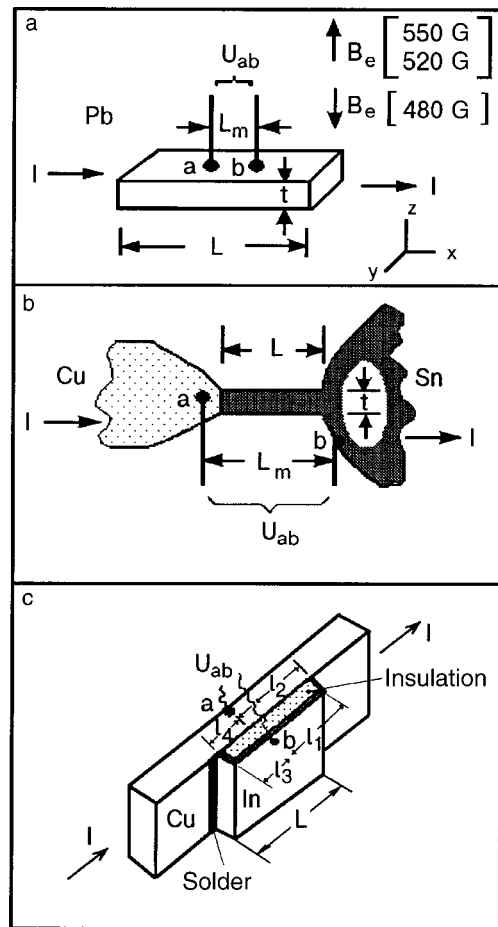 a
U_ab
B_e [ 550 G
520 G ]
B_e [ 480 G ]
Pb
L_m
I
a
b
t
I
L
z
x
y
b
Cu
L
Sn
a
t
I
b
I
L_m
U_ab
c
I
U_ab
l_2
Insulation
a
l_4
b
l_1
l_3
In
Cu
L
I
Solder